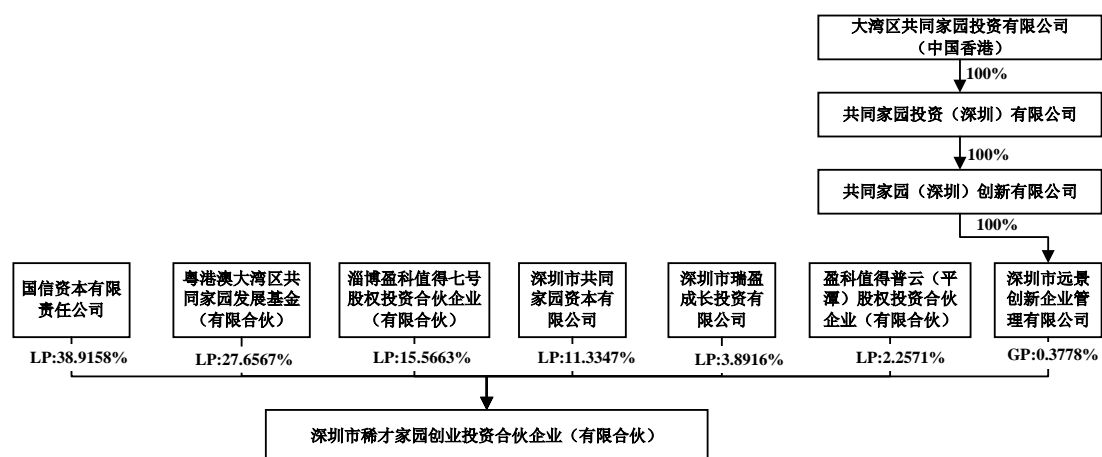 大湾区共同家园投资有限公司
（中国香港）
100%
共同家园投资（深圳）有限公司
100%
共同家园（深圳）创新有限公司
100%
国信资本有限
责任公司
粤港澳大湾区共
同家园发展基金
（有限合伙）
淄博盈科值得七号
股权投资合伙企业
（有限合伙）
深圳市共同
家园资本有
限公司
深圳市瑞盈
成长投资有
限公司
盈科值得普云（平
潭）股权投资合伙
企业（有限合伙）
深圳市远景
创新企业管
理有限公司
LP:38.9158%
LP:27.6567%
LP:15.5663%
LP:11.3347%
LP:3.8916%
LP:2.2571%
GP:0.3778%
深圳市稀才家园创业投资合伙企业（有限合伙）